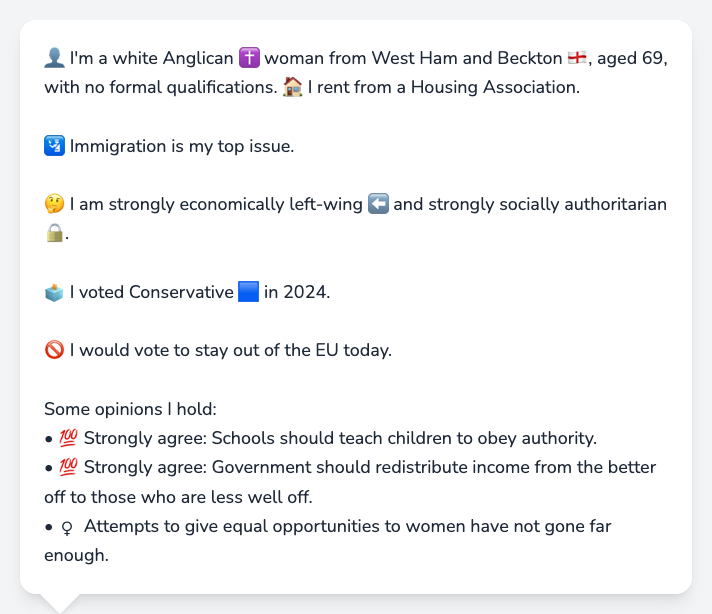 👤 I'm a white Anglican ✝️ woman from West Ham and Beckton 🏴󠁧󠁢󠁥󠁮󠁧󠁿, aged 69,
with no formal qualifications. 🏠 I rent from a Housing Association.
🛂 Immigration is my top issue.
🤔 I am strongly economically left-wing ⬅️ and strongly socially authoritarian
🔒.
🗳️ I voted Conservative 🟦 in 2024.
🚫 I would vote to stay out of the EU today.
Some opinions I hold:
• 💯 Strongly agree: Schools should teach children to obey authority.
• 💯 Strongly agree: Government should redistribute income from the better
off to those who are less well off.
• ♀ Attempts to give equal opportunities to women have not gone far
enough.